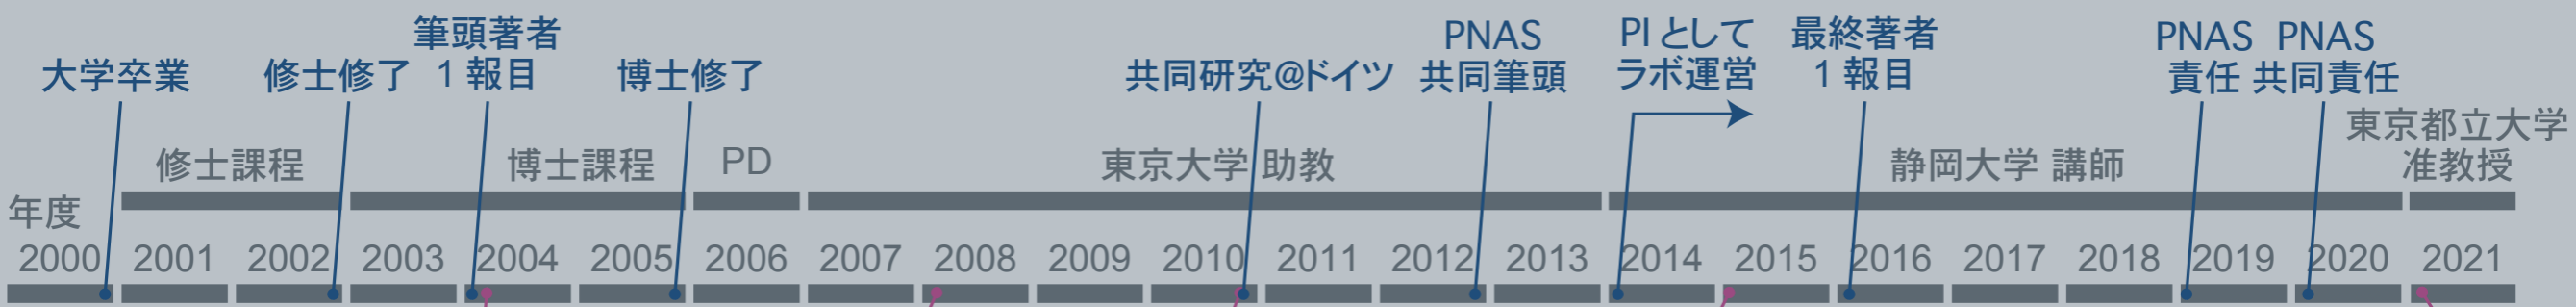 大学卒業
修士修了
筆頭著者
1 報目
博士修了
共同研究@ドイツ
PNAS
共同筆頭
PI として
ラボ運営
最終著者
1 報目
PNAS
責任
PNAS
共同責任
修士課程
博士課程
PD
東京大学 助教
静岡大学 講師
東京都立大学
准教授
年度
2000 2001 2002 2003 2004 2005 2006 2007 2008 2009 2010 2011 2012 2013 2014 2015 2016 2017 2018 2019 2020 2021